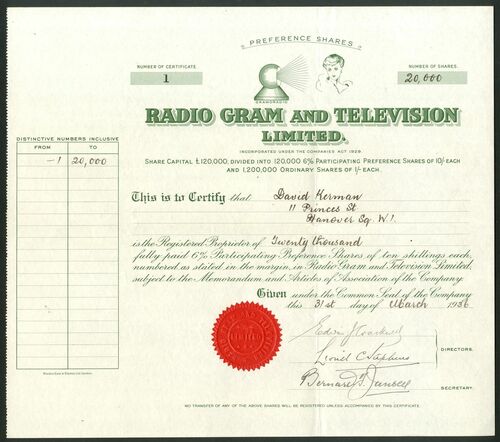 PREFERENCE SHARES
NUMBER OF CERTIFICATE
1
NUMBER OF SHARES
20,000
GRAMORADIO
RADIO GRAM AND TELEVISION
LIMITED.
INCORPORATED UNDER THE COMPANIES ACT 1929.
SHARE CAPITAL £120,000, DIVIDED INTO 120,000 6% PARTICIPATING PREFERENCE SHARES OF 10/- EACH
AND 1,200,000 ORDINARY SHARES OF 1/- EACH.
DISTINCTIVE NUMBERS INCLUSIVE
FROM TO
1 20,000
This is to Certify that David Kerman
11 Princes St
Hanover Sq. W.1.
is the Registered Proprietor of Twenty thousand
fully paid 6% Participating Preference Shares of ten shillings each,
numbered as stated in the margin, in Radio Gram and Television Limited,
subject to the Memorandum and Articles of Association of the Company.
Given under the Common Seal of the Company
this 31st day of March 1936
Lionel C Stephens
DIRECTORS.
Bernard
SECRETARY.
NO TRANSFER OF ANY OF THE ABOVE SHARES WILL BE REGISTERED UNLESS ACCOMPANIED BY THIS CERTIFICATE.